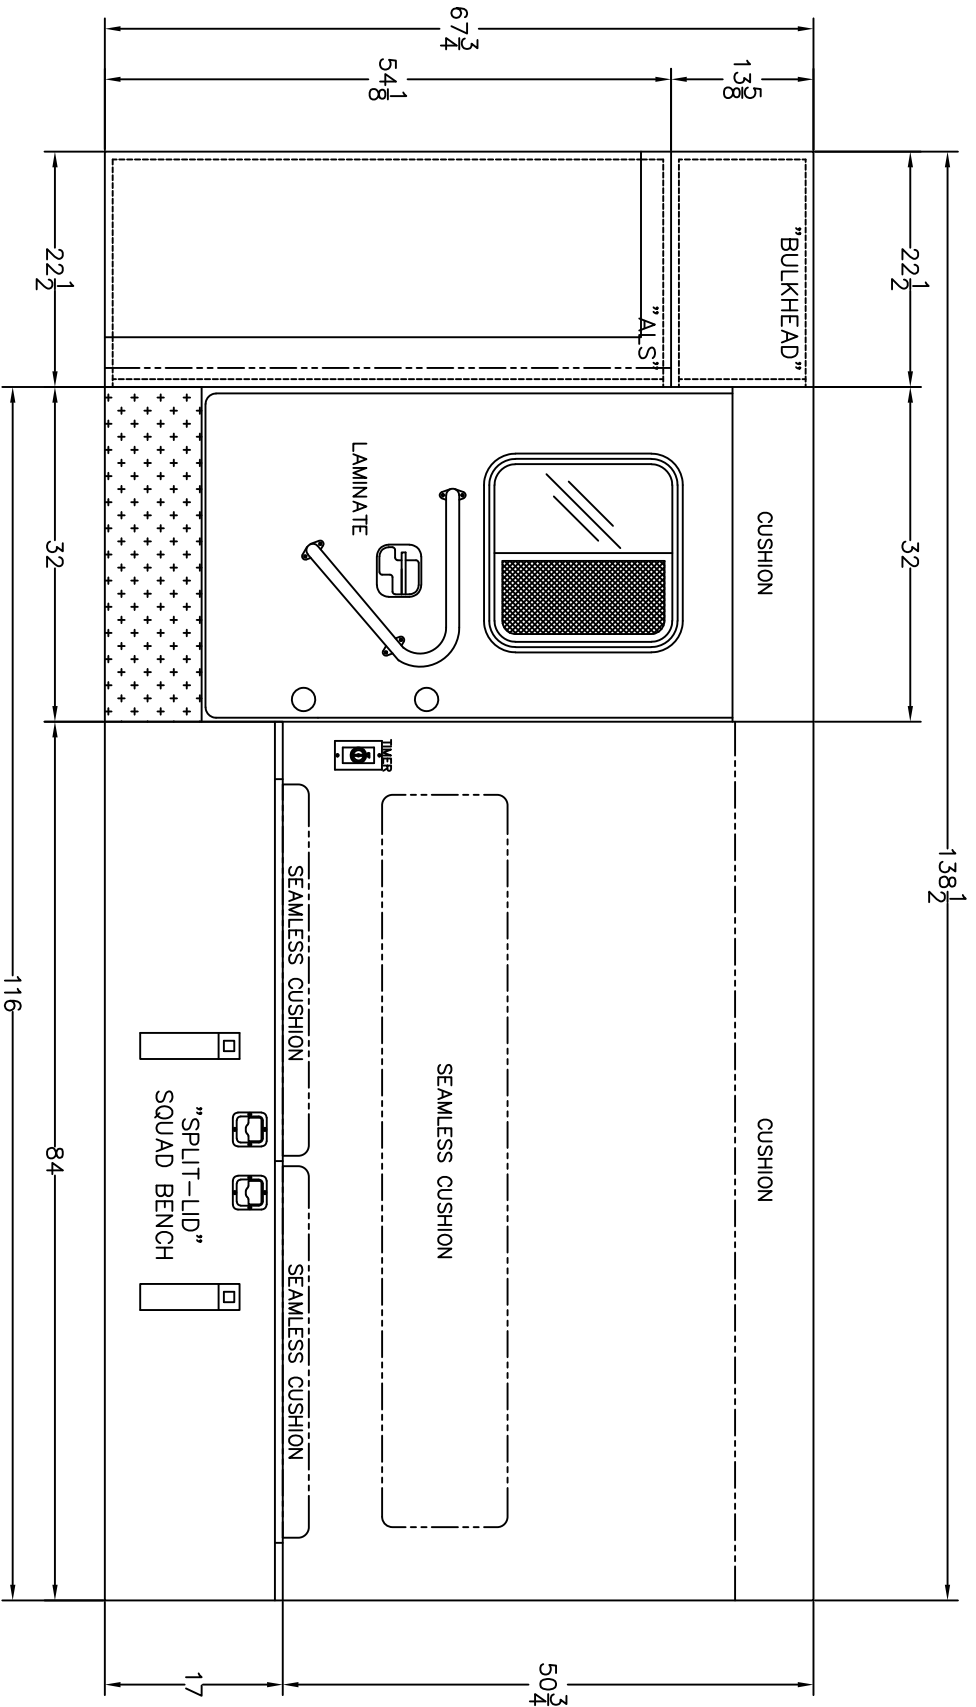 138 1/2
22 1/2
32
"BULKHEAD"
CUSHION
CUSHION
13 5/8
67 3/4
54 1/8
50 3/4
"ALS"
LAMINATE
TIMER
SEAMLESS CUSHION
SEAMLESS CUSHION
SEAMLESS CUSHION
"SPLIT-LID"
SQUAD BENCH
17
22 1/2
32
84
116